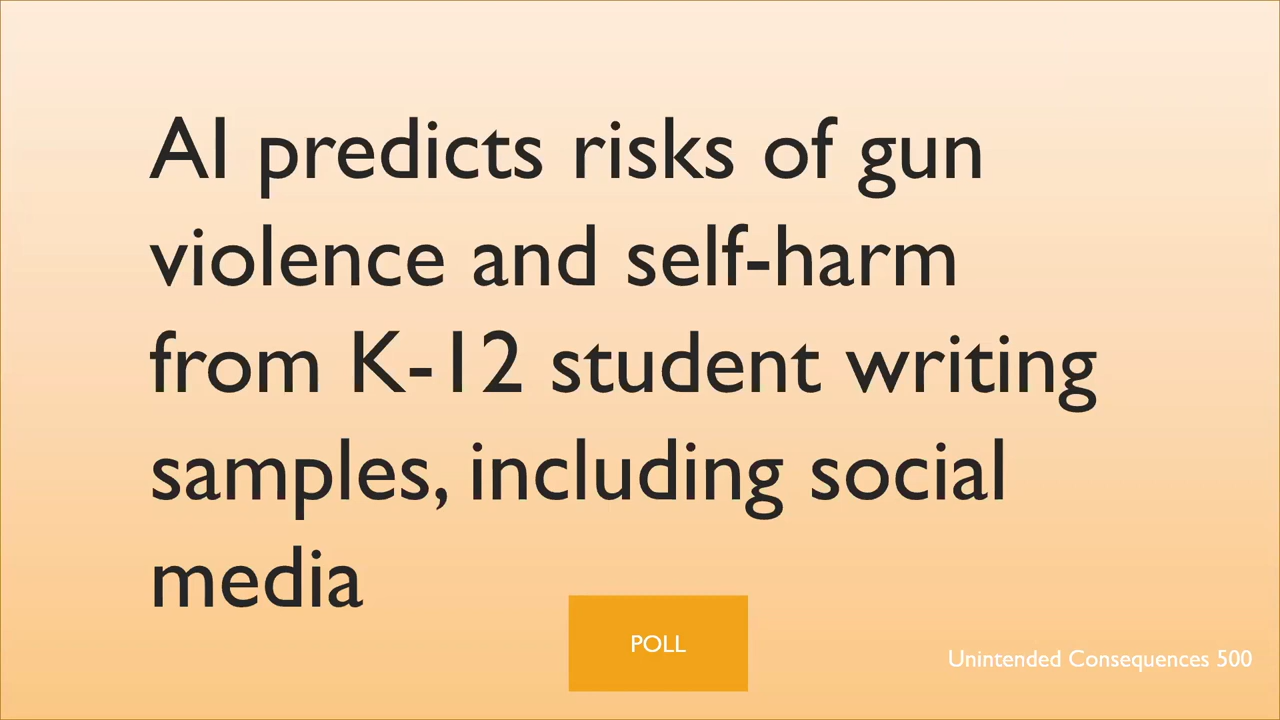 AI predicts risks of gun
violence and self-harm
from K-12 student writing
samples, including social
media
POLL
Unintended Consequences 500